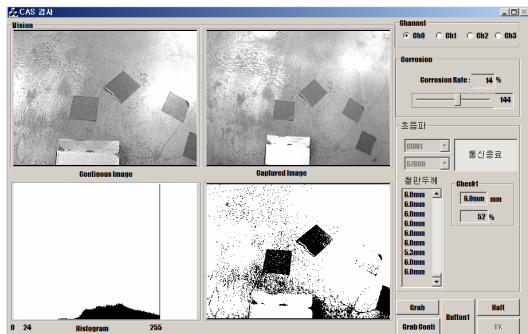 CAS 검사
Vision
Continous Image
Captured Image
0 24 Histogram 255
Channel
Ch0 Ch1 Ch2 Ch3
Corrosion
Corrosion Rate : 14 %
144
초음파
COM1
57600
통신종료
철판두께
6.0mm
6.0mm
6.0mm
6.0mm
6.0mm
6.0mm
5.3mm
6.0mm
6.0mm
Check1
6.0mm mm
52 %
Grab
Grab Conti
Button1
Halt
OK